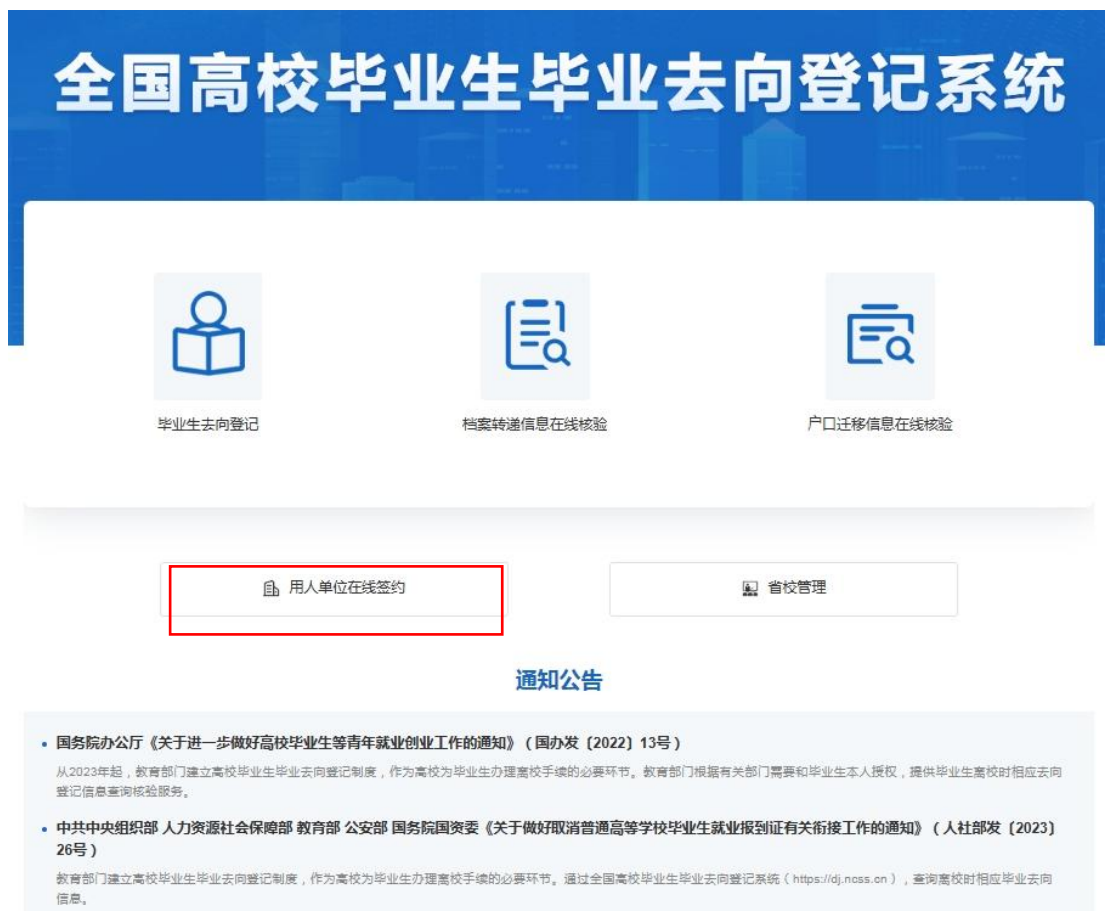 全国高校毕业生毕业去向登记系统
毕业生去向登记
档案转递信息在线核验
户口迁移信息在线核验
用人单位在线签约
省校管理
通知公告
• 国务院办公厅《关于进一步做好高校毕业生等青年就业创业工作的通知》（国办发〔2022〕13号）
从2023年起，教育部门建立高校毕业生毕业去向登记制度，作为高校为毕业生办理离校手续的必要环节。教育部门根据有关部门需要和毕业生本人授权，提供毕业生离校时相应去向
登记信息查询核验服务。
• 中共中央组织部 人力资源社会保障部 教育部 公安部 国务院国资委《关于做好取消普通高等学校毕业生就业报到证有关衔接工作的通知》（人社部发〔2023〕
26号）
教育部门建立高校毕业生毕业去向登记制度，作为高校为毕业生办理离校手续的必要环节。通过全国高校毕业生毕业去向登记系统（https://dj.ncss.cn），查询离校时相应毕业去向
信息。